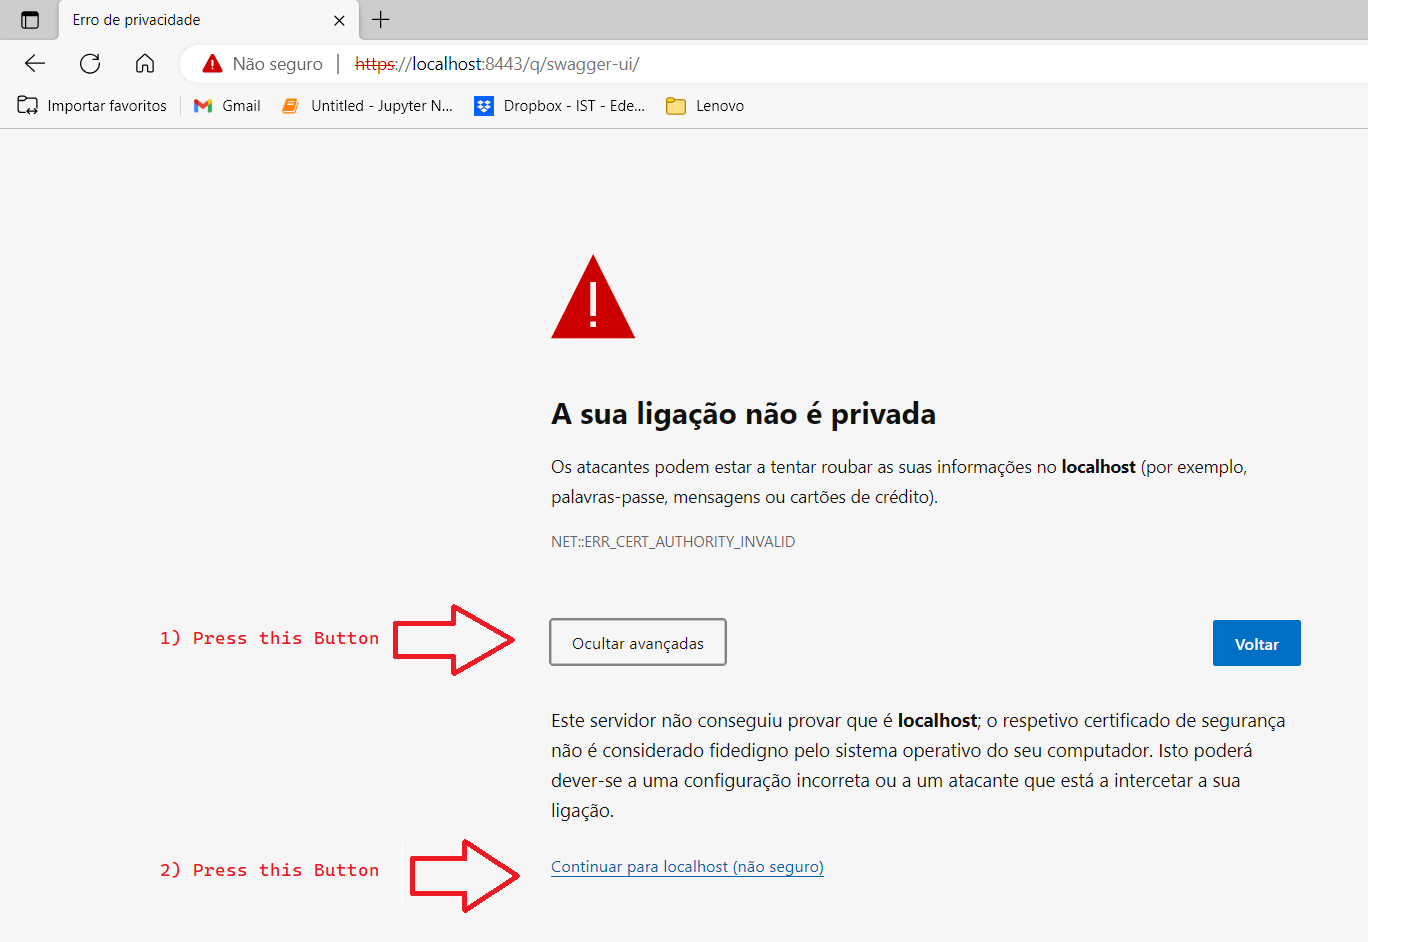 Erro de privacidade
Não seguro | https://localhost:8443/q/swagger-ui/
Importar favoritos
Gmail
Untitled - Jupyter N...
Dropbox - IST - Ede...
Lenovo
A sua ligação não é privada
Os atacantes podem estar a tentar roubar as suas informações no localhost (por exemplo,
palavras-passe, mensagens ou cartões de crédito).
NET::ERR_CERT_AUTHORITY_INVALID
1) Press this Button
Ocultar avançadas
Voltar
Este servidor não conseguiu provar que é localhost; o respetivo certificado de segurança
não é considerado fidedigno pelo sistema operativo do seu computador. Isto poderá
dever-se a uma configuração incorreta ou a um atacante que está a intercetar a sua
ligação.
2) Press this Button
Continuar para localhost (não seguro)